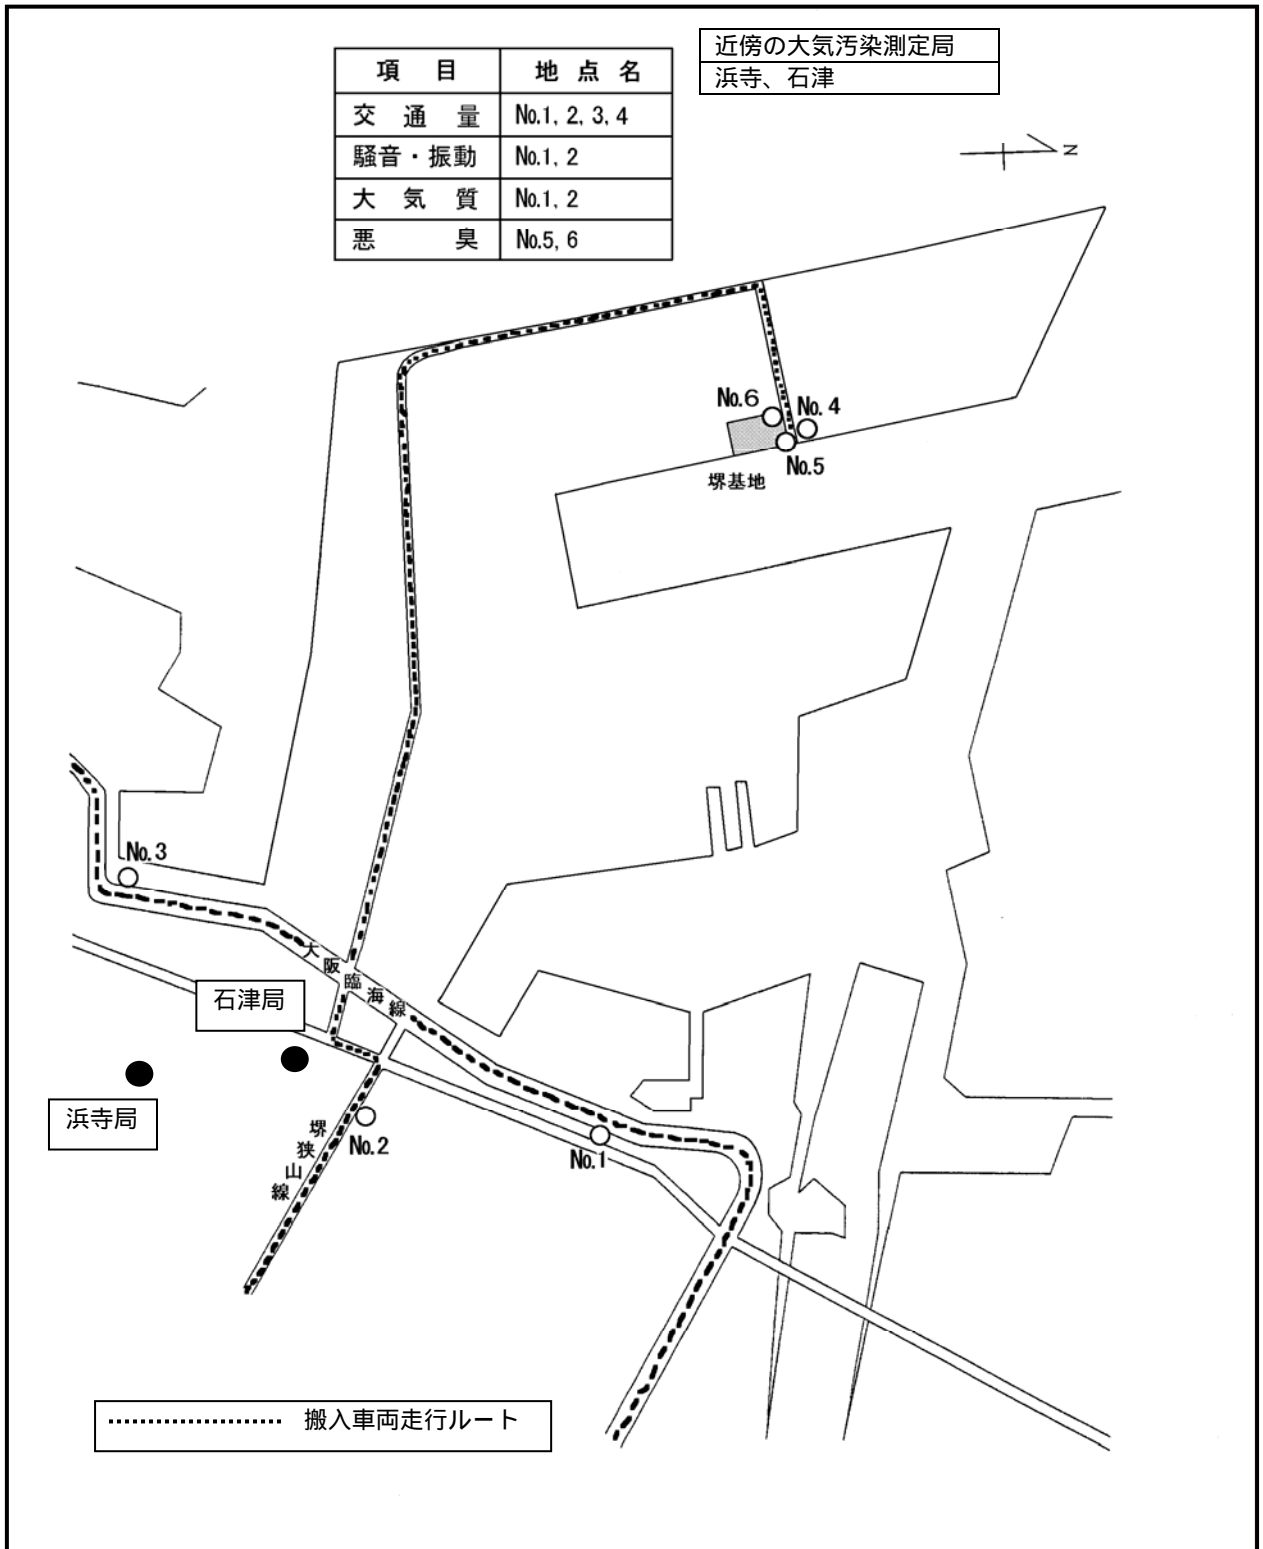 近傍の大気汚染測定局
浜寺、石津
項 目 地 点 名
交 通 量 No.1, 2, 3, 4
騒音・振動 No.1, 2
大 気 質 No.1, 2
悪 臭 No.5, 6
N
No.6
No.4
No.5
堺基地
No.3
大阪臨海線
石津局
浜寺局
堺狭山線
No.2
No.1
搬入車両走行ルート